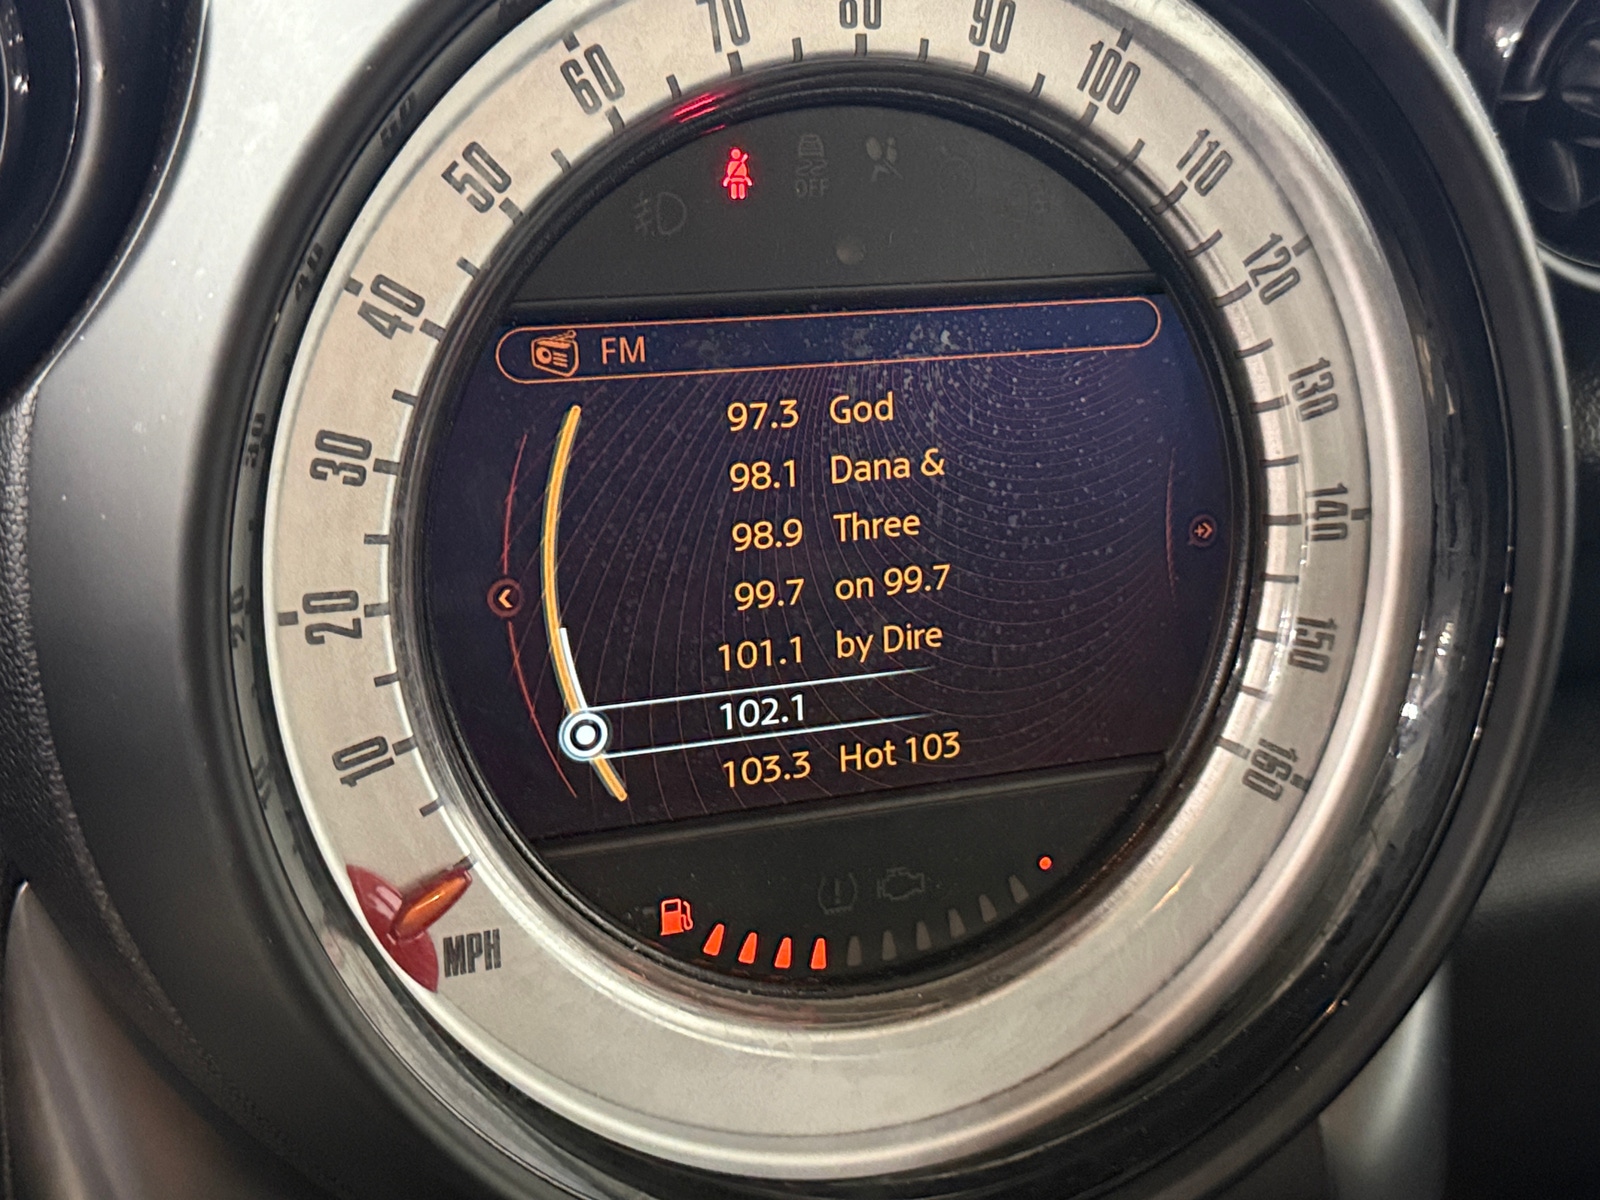 10
20
30
40
50
60
70
80
90
100
110
120
130
140
150
160
MPH
OFF
FM
97.3 God
98.1 Dana &
98.9 Three
99.7 on 99.7
101.1 by Dire
102.1
103.3 Hot 103